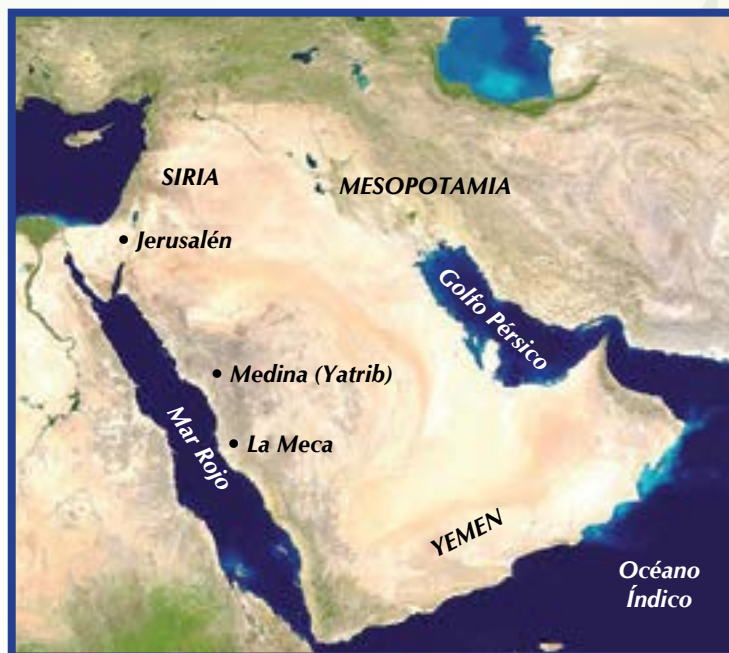 SIRIA
MESOPOTAMIA
• Jerusalén
Golfo Pérsico
• Medina (Yatrib)
Mar Rojo
• La Meca
YEMEN
Océano
Índico